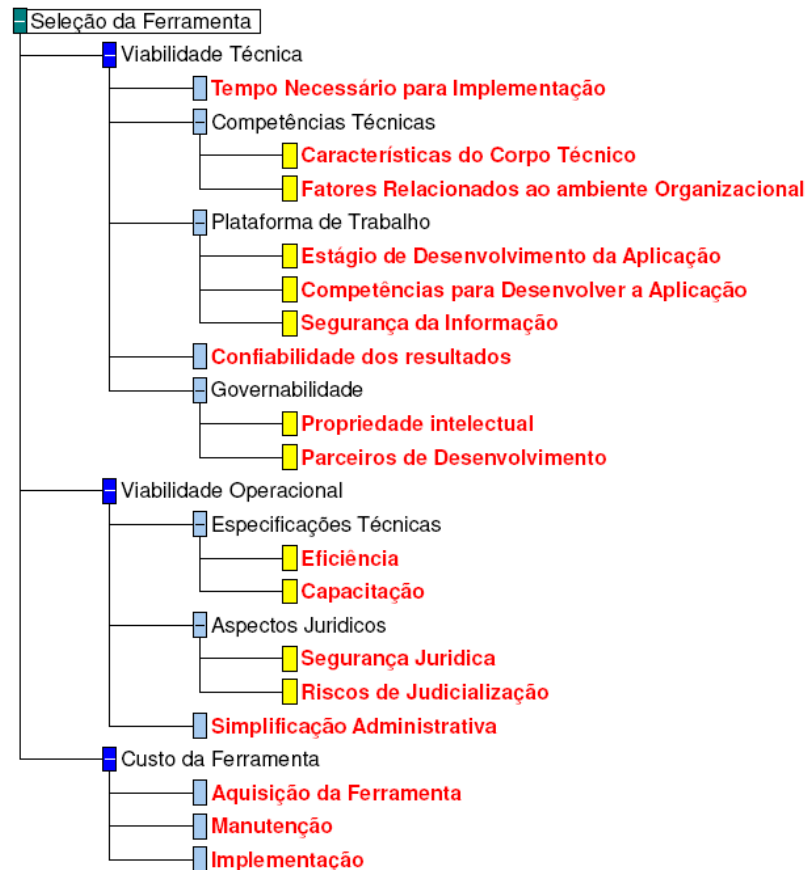 Seleção da Ferramenta
Viabilidade Técnica
Tempo Necessário para Implementação
Competências Técnicas
Características do Corpo Técnico
Fatores Relacionados ao ambiente Organizacional
Plataforma de Trabalho
Estágio de Desenvolvimento da Aplicação
Competências para Desenvolver a Aplicação
Segurança da Informação
Confiabilidade dos resultados
Governabilidade
Propriedade intelectual
Parceiros de Desenvolvimento
Viabilidade Operacional
Especificações Técnicas
Eficiência
Capacitação
Aspectos Juridicos
Segurança Juridica
Riscos de Judicialização
Simplificação Administrativa
Custo da Ferramenta
Aquisição da Ferramenta
Manutenção
Implementação